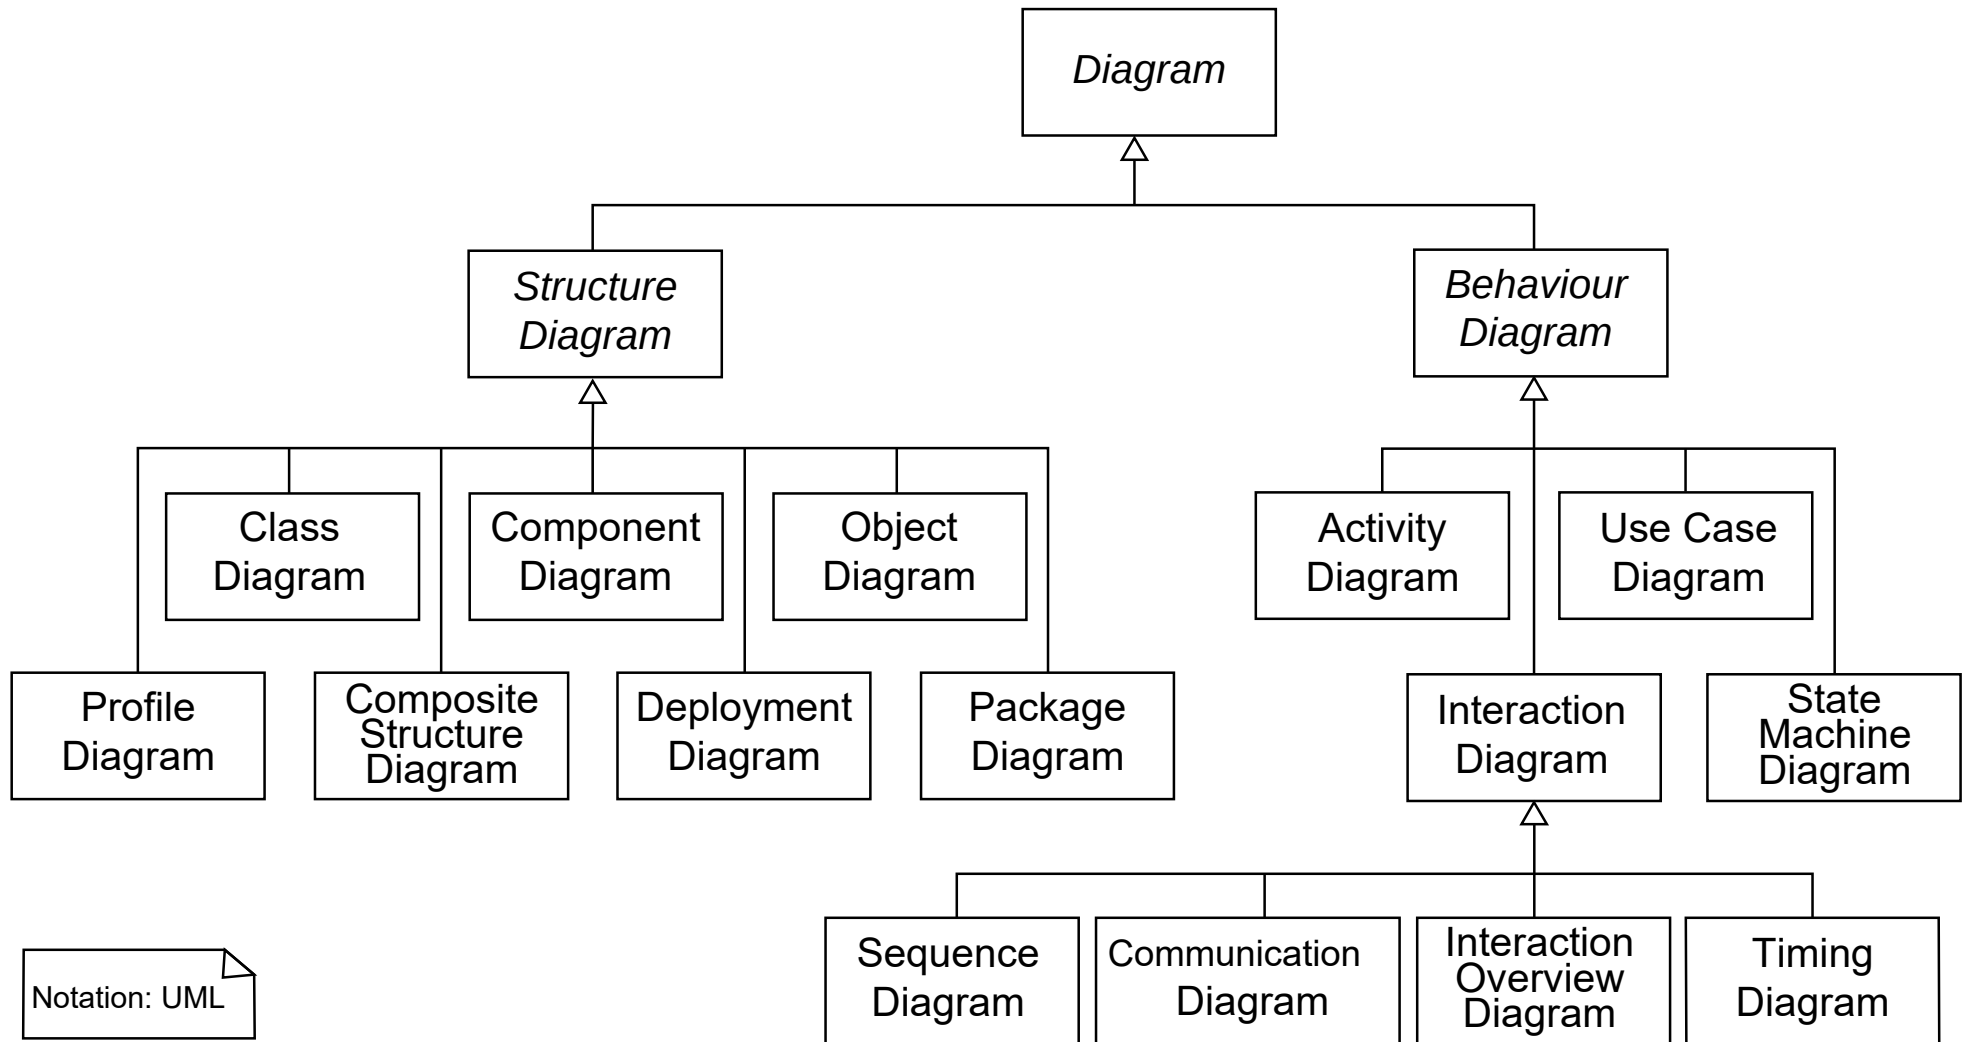 Diagram
Structure
Diagram
Behaviour
Diagram
Class
Diagram
Component
Diagram
Object
Diagram
Activity
Diagram
Use Case
Diagram
Profile
Diagram
Composite
Structure
Diagram
Deployment
Diagram
Package
Diagram
Interaction
Diagram
State
Machine
Diagram
Sequence
Diagram
Communication
Diagram
Interaction
Overview
Diagram
Timing
Diagram
Notation: UML